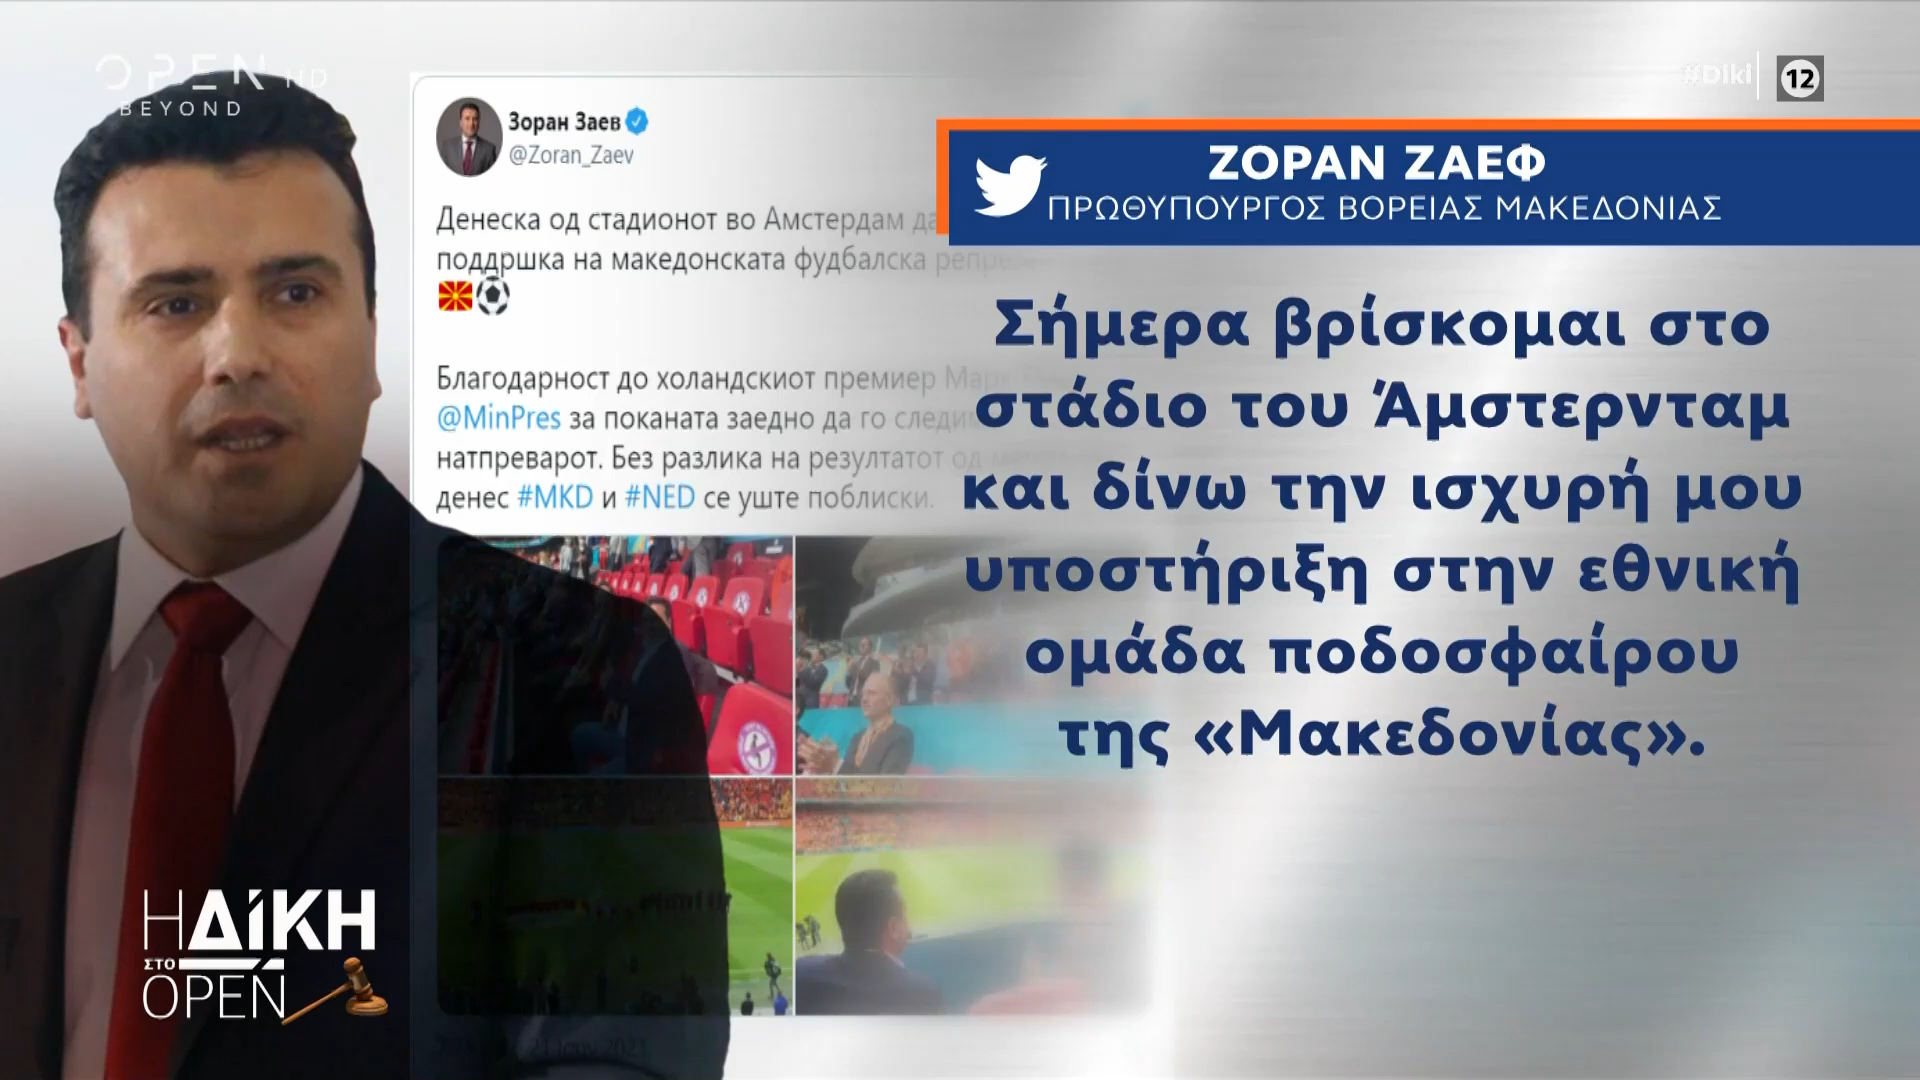 OPEN HD
BEYOND
#Diki
12
Зоран Заев
@Zoran_Zaev
Денеска од стадионот во Амстердам
поддршка на македонската фудбалска
Благодарност до холандскиот премиер
@MinPres за поканата заедно да го
натпреварот. Без разлика на резултатот од
денес #MKD и #NED се уште поблиски.
ΖΟΡΑΝ ΖΑΕΦ
ΠΡΩΘΥΠΟΥΡΓΟΣ ΒΟΡΕΙΑΣ ΜΑΚΕΔΟΝΙΑΣ
Σήμερα βρίσκομαι στο
στάδιο του Άμστερνταμ
και δίνω την ισχυρή μου
υποστήριξη στην εθνική
ομάδα ποδοσφαίρου
της «Μακεδονίας».
Η ΔΙΚΗ
ΣΤΟ
OPEN